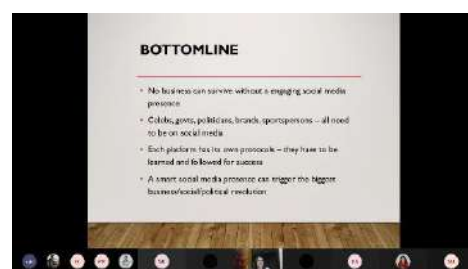 BOTTOMLINE
• No business can survive without a engaging social media
presence
• Celebs, govts, politicians, brands, sportspersons – all need
to be on social media
• Each platform has its own protocols – they have to be
learned and followed for success
• A smart social media presence can trigger the biggest
business/social/political revolution